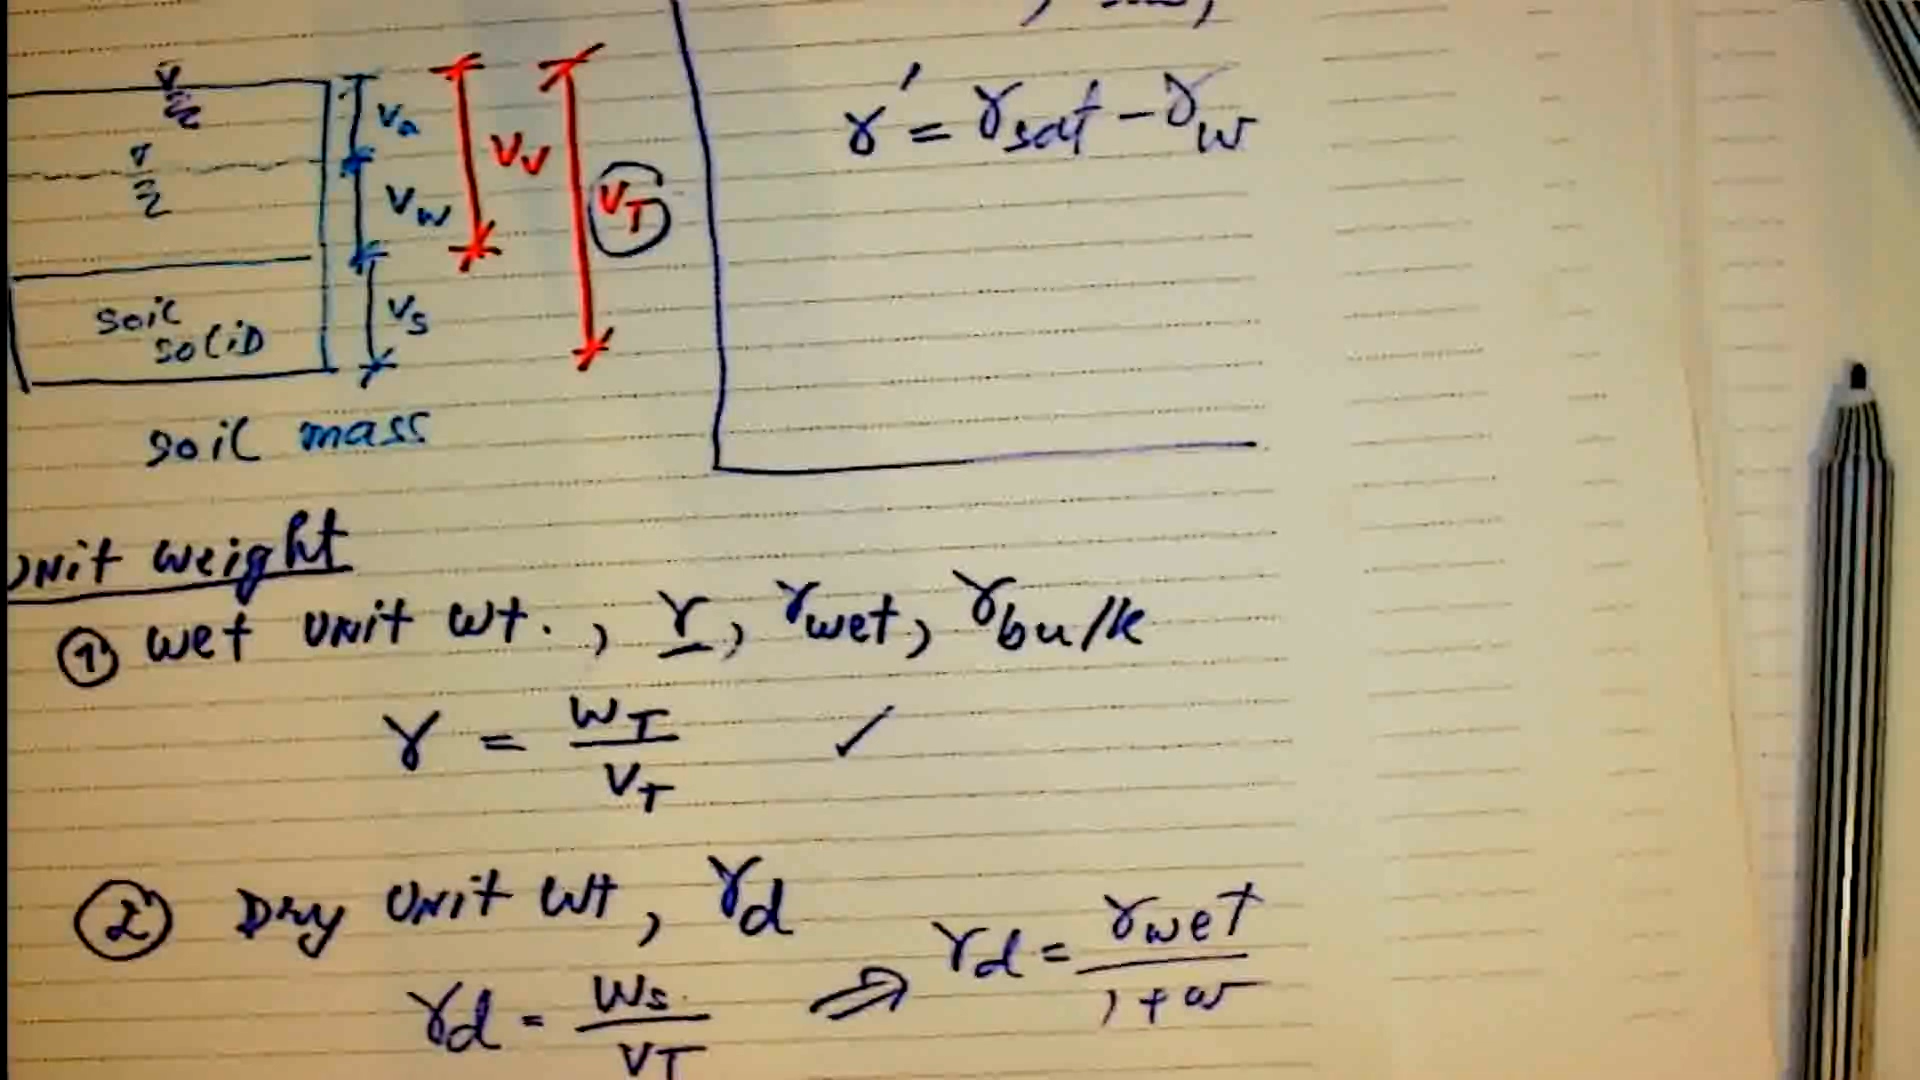 Va
Vw
Vv
VT
Vs
soil
soliD
soil mass
γ' = γsat - γw
Unit weight
① wet unit wt., γ, γwet, γbulk
γ = WT / VT ✓
② Dry unit wt, γd
γd = Ws / VT ⇒ γd = γwet / 1+w